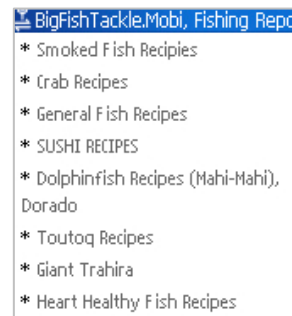 BigFishTackle.Mobi, Fishing Repo
* Smoked Fish Recipies
* Crab Recipes
* General Fish Recipes
* SUSHI RECIPES
* Dolphinfish Recipes (Mahi-Mahi),
Dorado
* Toutog Recipes
* Giant Trahira
* Heart Healthy Fish Recipes